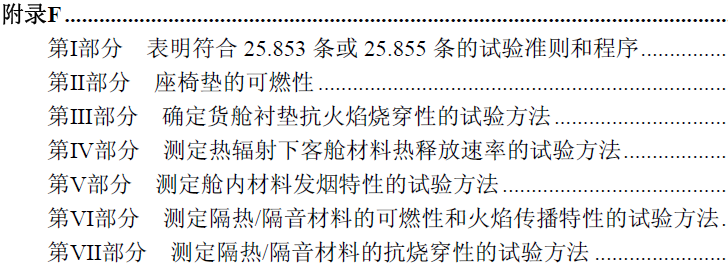 附录F........................................................................................................................
第I部分 表明符合 25.853 条或 25.855 条的试验准则和程序................
第II部分 座椅垫的可燃性........................................................................
第III部分 确定货舱衬垫抗火焰烧穿性的试验方法................................
第IV部分 测定热辐射下客舱材料热释放速率的试验方法....................
第V部分 测定舱内材料发烟特性的试验方法........................................
第VI部分 测定隔热/隔音材料的可燃性和火焰传播特性的试验方法.
第VII部分 测定隔热/隔音材料的抗烧穿性的试验方法........................